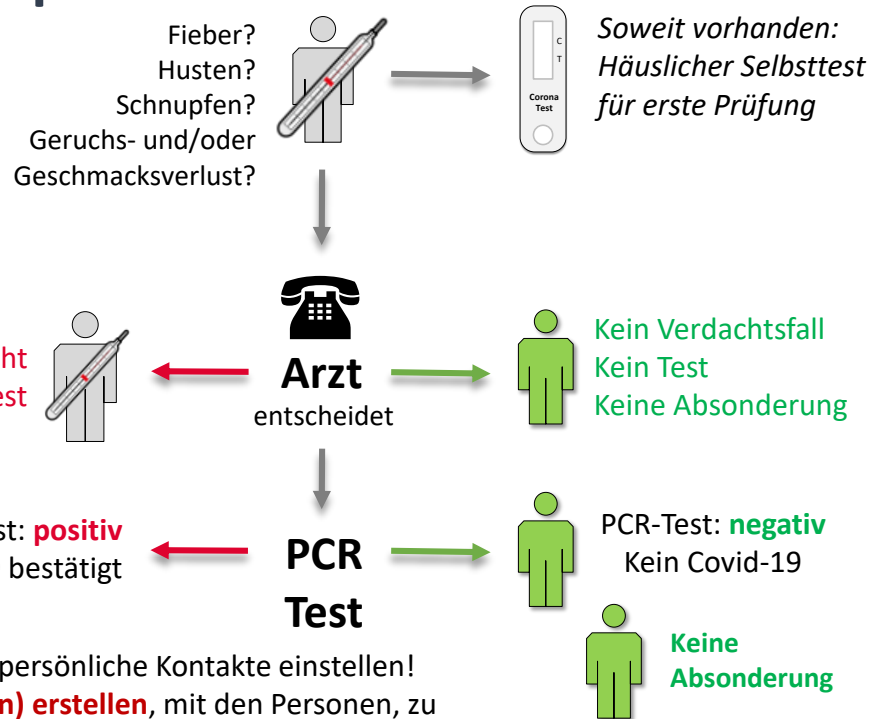 Fieber?
Husten?
Schnupfen?
Geruchs- und/oder
Geschmacksverlust?
C
T
Corona
Test
Soweit vorhanden:
Häuslicher Selbsttest
für erste Prüfung
Arzt
entscheidet
Kein Verdachtsfall
Kein Test
Keine Absonderung
positiv
bestätigt
PCR
Test
PCR-Test: negativ
Kein Covid-19
Keine
Absonderung
persönliche Kontakte einstellen!
erstellen, mit den Personen, zu